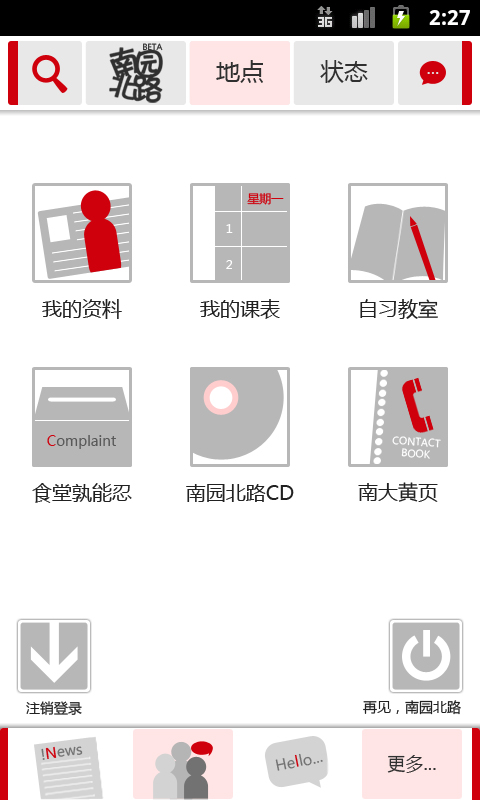 3G
2:27
BETA
南园
北路
地点
状态
星期一
1
2
我的资料
我的课表
自习教室
Complaint
CONTACT
BOOK
食堂孰能忍
南园北路CD
南大黄页
注销登录
再见，南园北路
!News
Hello...
更多...